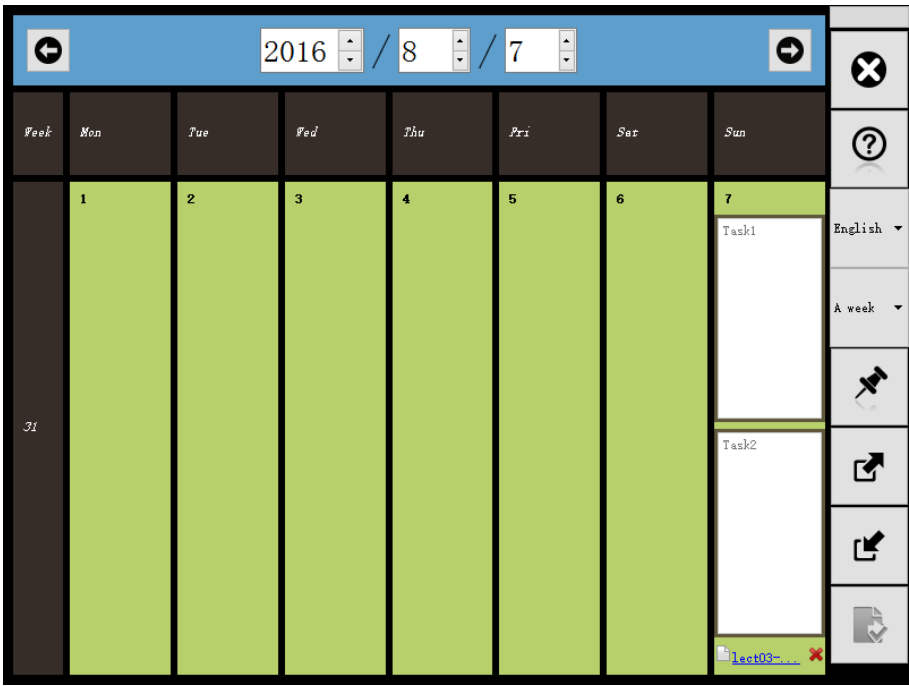 2016 / 8 / 7
Week Mon Tue Wed Thu Fri Sat Sun
1 2 3 4 5 6 7
Task1
31
Task2
lect03-...
English
A week